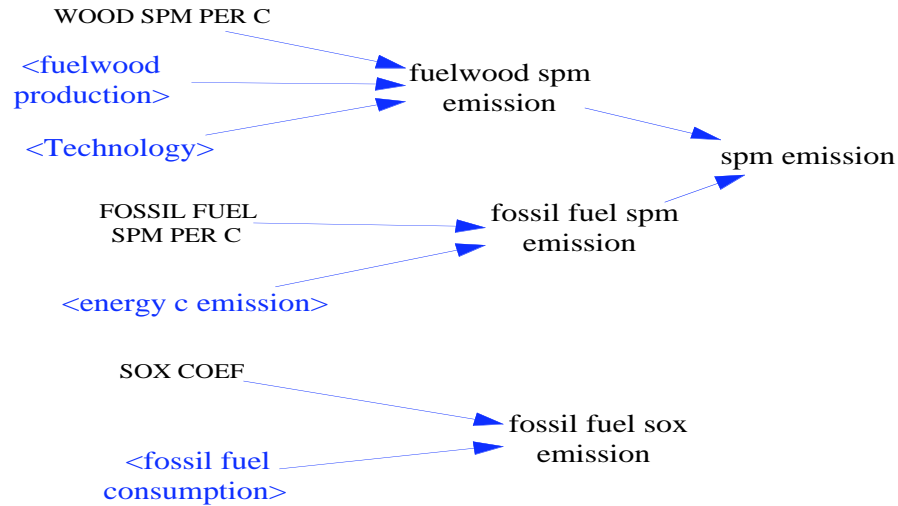 WOOD SPM PER C
<fuelwood
production>
<Technology>
fuelwood spm
emission
spm emission
FOSSIL FUEL
SPM PER C
<energy c emission>
fossil fuel spm
emission
SOX COEF
<fossil fuel
consumption>
fossil fuel sox
emission